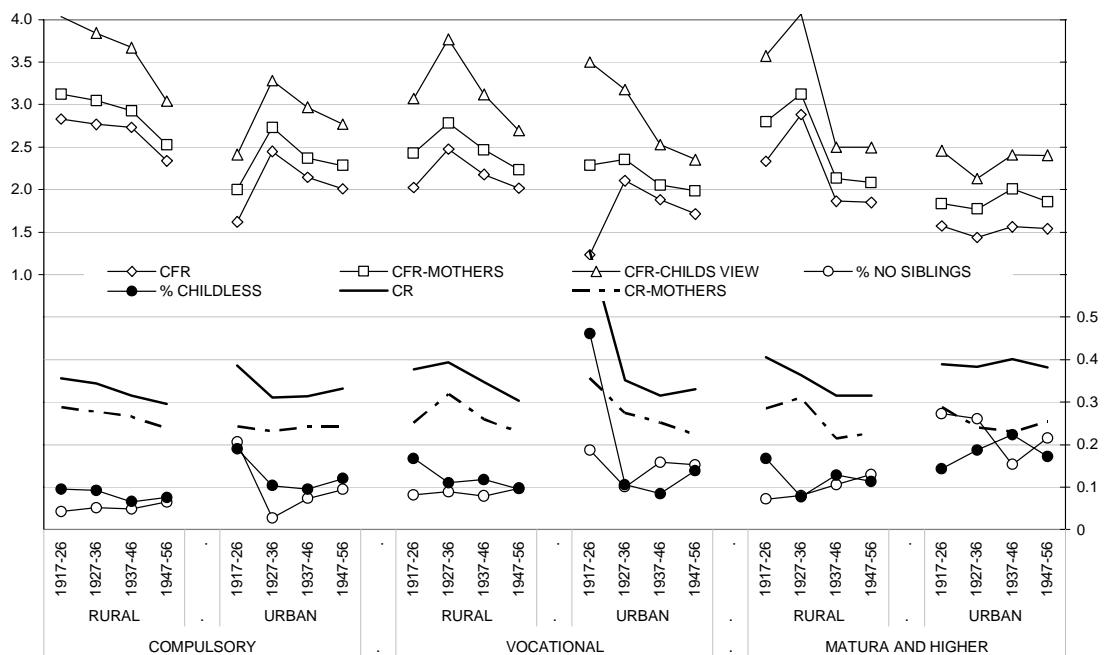 4.0
3.5
3.0
2.5
2.0
1.5
1.0
CFR CFR-MOTHERS CFR-CHILDS VIEW % NO SIBLINGS
% CHILDLESS CR CR-MOTHERS
0.5
0.4
0.3
0.2
0.1
0
1917-26 1927-36 1937-46 1947-56 . 1917-26 1927-36 1937-46 1947-56 . 1917-26 1927-36 1937-46 1947-56 . 1917-26 1927-36 1937-46 1947-56 . 1917-26 1927-36 1937-46 1947-56 . 1917-26 1927-36 1937-46 1947-56
RURAL . URBAN . RURAL . URBAN . RURAL . URBAN
COMPULSORY . VOCATIONAL . MATURA AND HIGHER